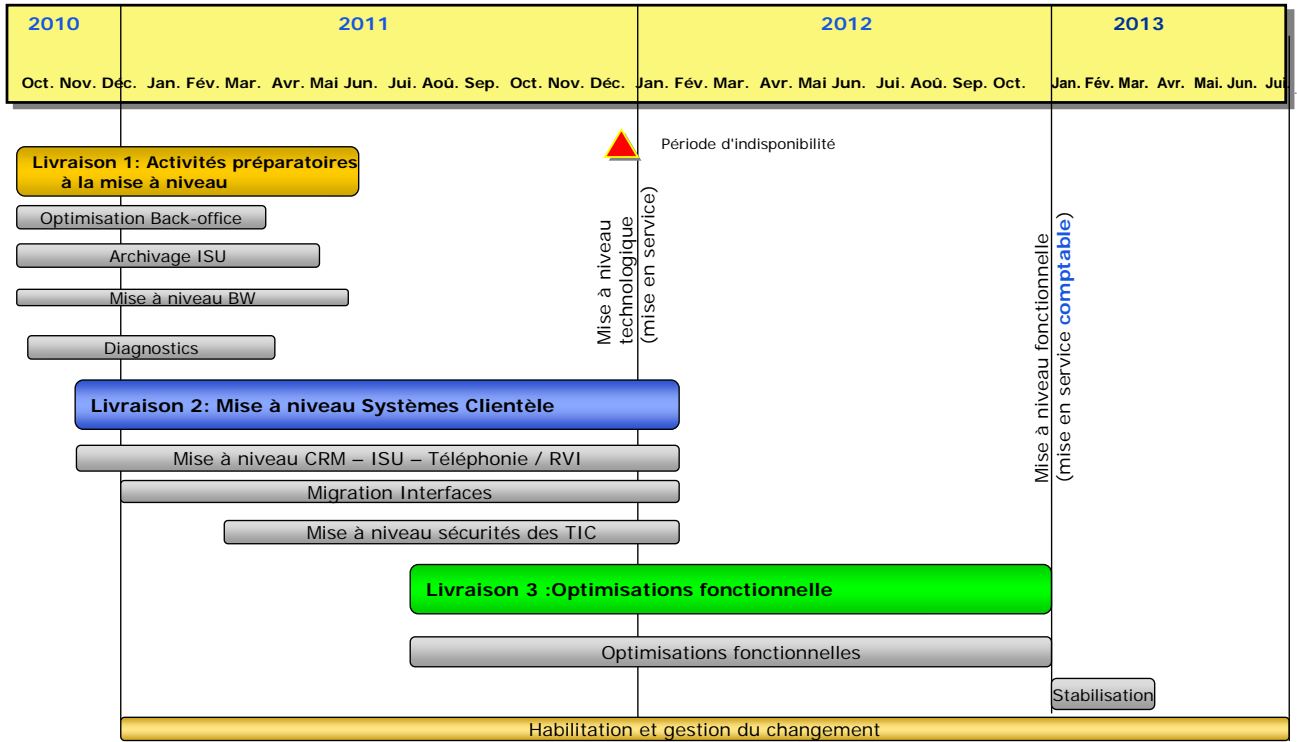 2010 2011 2012 2013
Oct. Nov. Déc. Jan. Fév. Mar. Avr. Mai Jun. Jui. Aoû. Sep. Oct. Nov. Déc. Jan. Fév. Mar. Avr. Mai Jun. Jui. Aoû. Sep. Oct. Jan. Fév. Mar. Avr. Mai. Jun. Jui.
Période d'indisponibilité
Livraison 1: Activités préparatoires
à la mise à niveau
Optimisation Back-office
Archivage ISU
Mise à niveau BW
Diagnostics
Mise à niveau
technologique
(mise en service)
Mise à niveau fonctionnelle
(mise en service comptable)
Livraison 2: Mise à niveau Systèmes Clientèle
Mise à niveau CRM – ISU – Téléphonie / RVI
Migration Interfaces
Mise à niveau sécurités des TIC
Livraison 3 :Optimisations fonctionnelle
Optimisations fonctionnelles
Stabilisation
Habilitation et gestion du changement